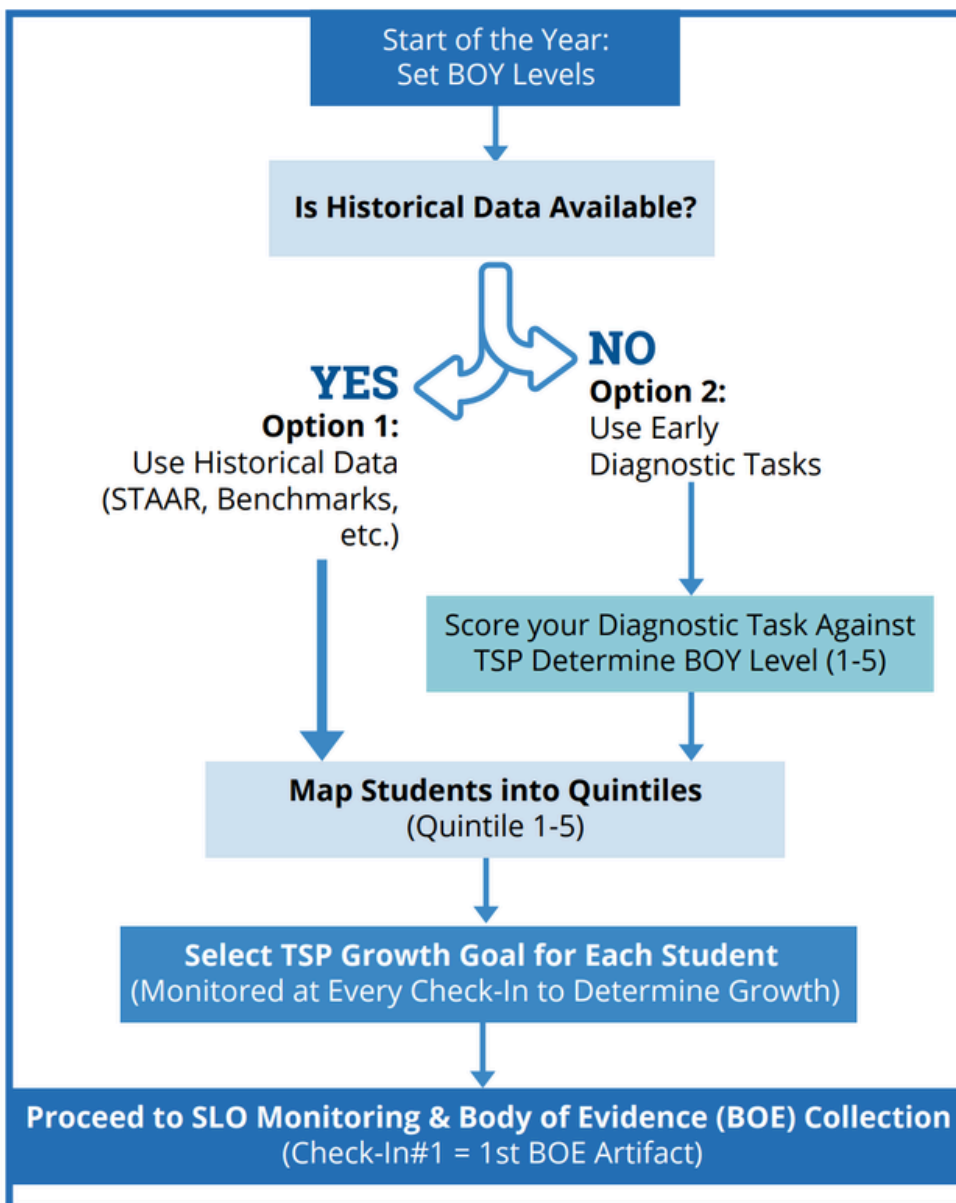 Start of the Year:
Set BOY Levels
Is Historical Data Available?
YES
Option 1:
Use Historical Data
(STAAR, Benchmarks,
etc.)
NO
Option 2:
Use Early
Diagnostic Tasks
Score your Diagnostic Task Against
TSP Determine BOY Level (1-5)
Map Students into Quintiles
(Quintile 1-5)
Select TSP Growth Goal for Each Student
(Monitored at Every Check-In to Determine Growth)
Proceed to SLO Monitoring & Body of Evidence (BOE) Collection
(Check-In#1 = 1st BOE Artifact)